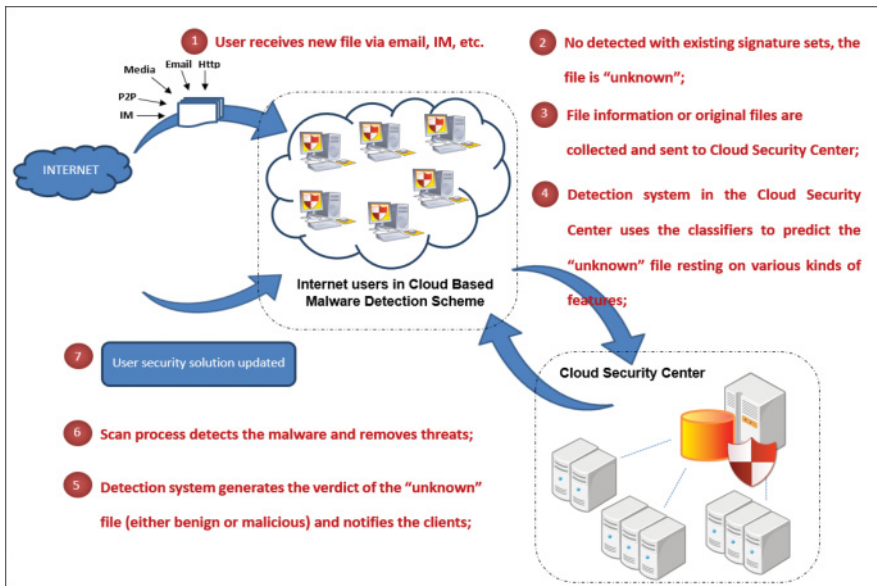 1 User receives new file via email, IM, etc.
Media
Email
Http
P2P
IM
INTERNET
2 No detected with existing signature sets, the
file is “unknown”;
3 File information or original files are
collected and sent to Cloud Security Center;
4 Detection system in the Cloud Security
Center uses the classifiers to predict the
“unknown” file resting on various kinds of
features;
Internet users in Cloud Based
Malware Detection Scheme
7 User security solution updated
Cloud Security Center
6 Scan process detects the malware and removes threats;
5 Detection system generates the verdict of the “unknown”
file (either benign or malicious) and notifies the clients;